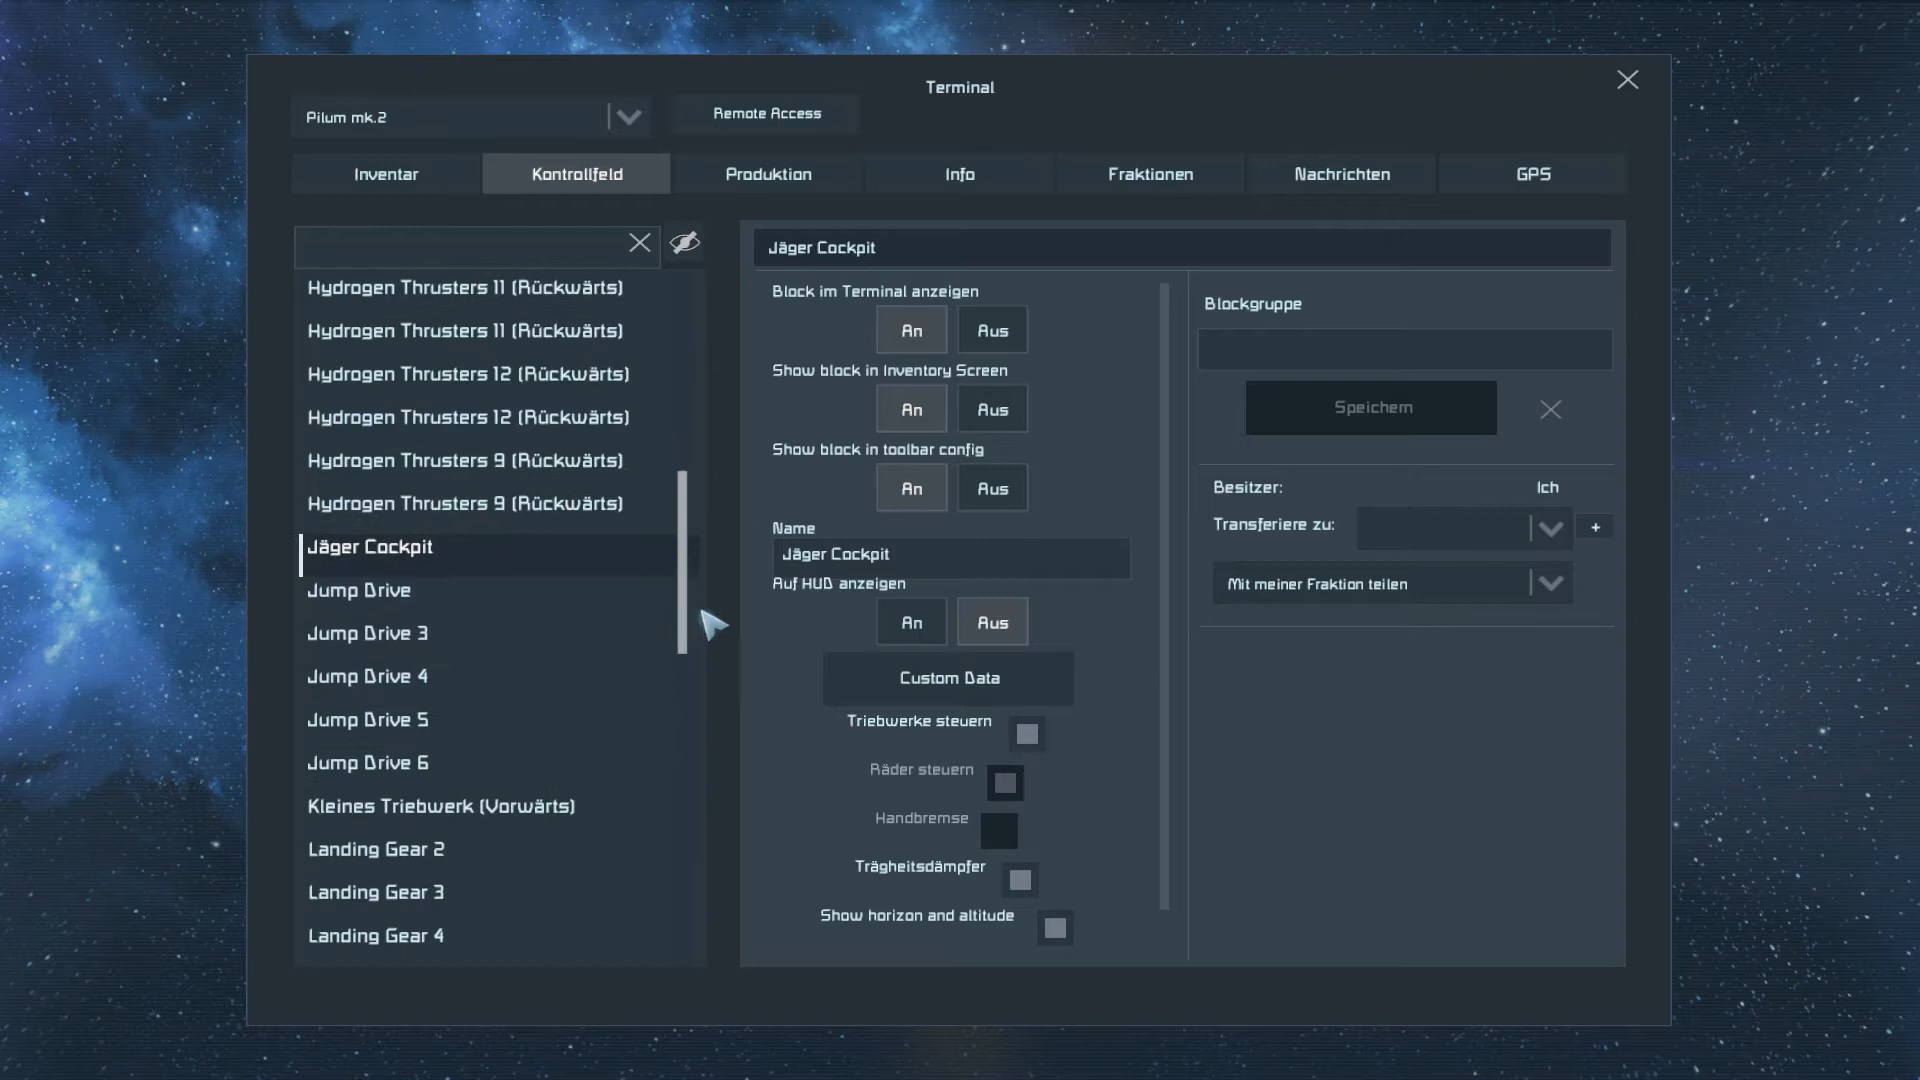 Terminal
Pilum mk.2
Remote Access
Inventar
Kontrollfeld
Produktion
Info
Fraktionen
Nachrichten
GPS
Hydrogen Thrusters 11 (Rückwärts)
Hydrogen Thrusters 11 (Rückwärts)
Hydrogen Thrusters 12 (Rückwärts)
Hydrogen Thrusters 12 (Rückwärts)
Hydrogen Thrusters 9 (Rückwärts)
Hydrogen Thrusters 9 (Rückwärts)
Jäger Cockpit
Jump Drive
Jump Drive 3
Jump Drive 4
Jump Drive 5
Jump Drive 6
Kleines Triebwerk (Vorwärts)
Landing Gear 2
Landing Gear 3
Landing Gear 4
Jäger Cockpit
Block im Terminal anzeigen
An Aus
Show block in Inventory Screen
An Aus
Show block in toolbar config
An Aus
Name
Jäger Cockpit
Auf HUD anzeigen
An Aus
Custom Data
Triebwerke steuern
Räder steuern
Handbremse
Trägheitsdämpfer
Show horizon and altitude
Blockgruppe
Speichern
Besitzer: Ich
Transferiere zu: +
Mit meiner Fraktion teilen